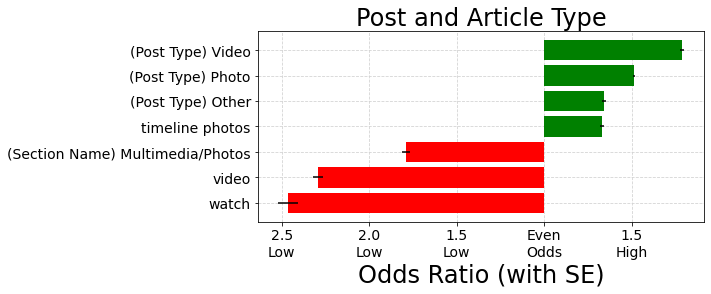 Post and Article Type
(Post Type) Video
(Post Type) Photo
(Post Type) Other
timeline photos
(Section Name) Multimedia/Photos
video
watch
2.5 2.0 1.5 Even 1.5
Low Low Low Odds High
Odds Ratio (with SE)